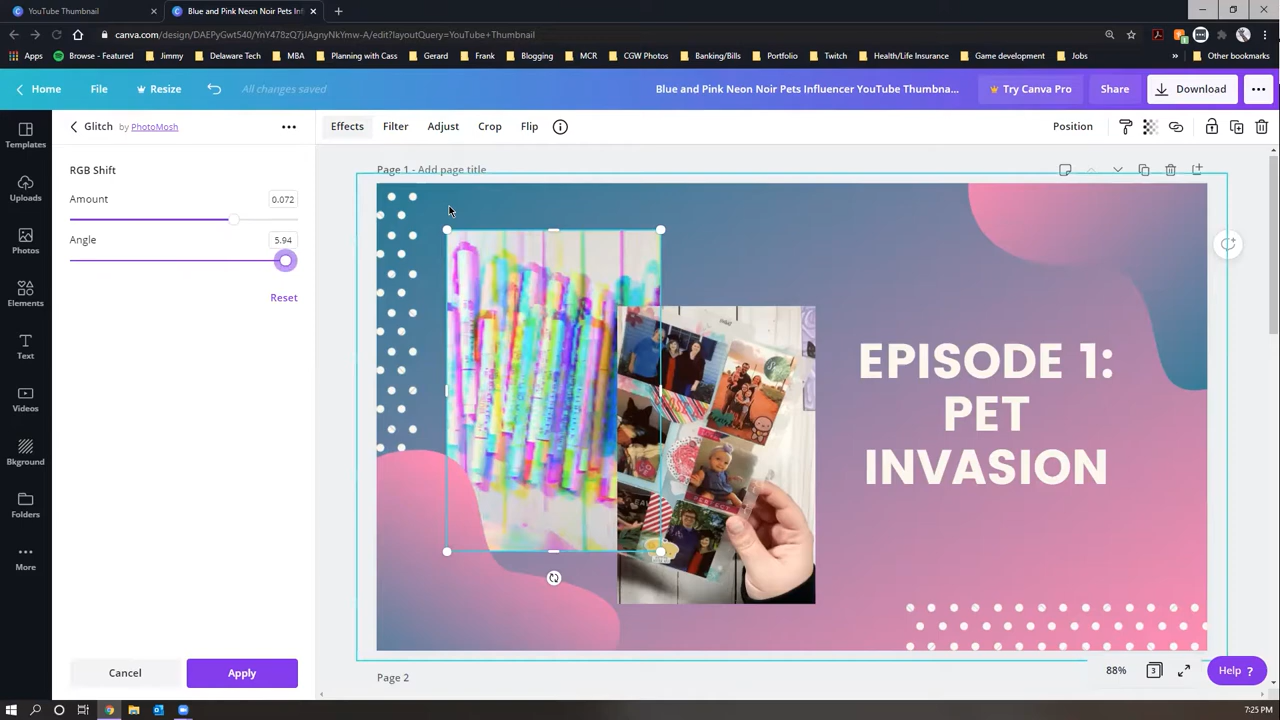 YouTube Thumbnail
Blue and Pink Neon Noir Pets Inf
canva.com/design/DAEPyGwt540/YnY478zQ7jJAgnyNkYmw-A/edit?layoutQuery=YouTube+Thumbnail
Apps Browse - Featured Jimmy Delaware Tech MBA Planning with Cass Gerard Frank Blogging MCR CGW Photos Banking/Bills Portfolio Twitch Health/Life Insurance Game development Jobs Other bookmarks
Home File Resize All changes saved Blue and Pink Neon Noir Pets Influencer YouTube Thumbna... Try Canva Pro Share Download
Glitch by PhotoMosh
Effects Filter Adjust Crop Flip Position
Templates
Uploads
Photos
Elements
Text
Videos
Bkground
Folders
More
RGB Shift
Amount 0.072
Angle 5.94
Reset
Cancel Apply
Page 1 - Add page title
EPISODE 1:
PET
INVASION
Page 2
88% 3 Help ?
7:25 PM